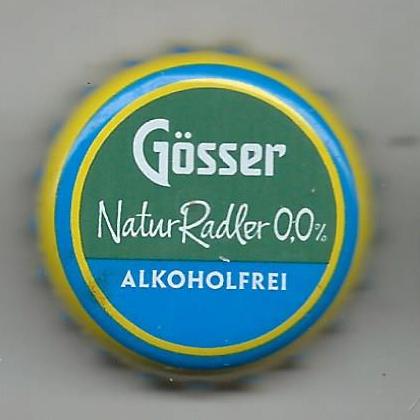 Gösser
NaturRadler 0,0%
ALKOHOLFREI